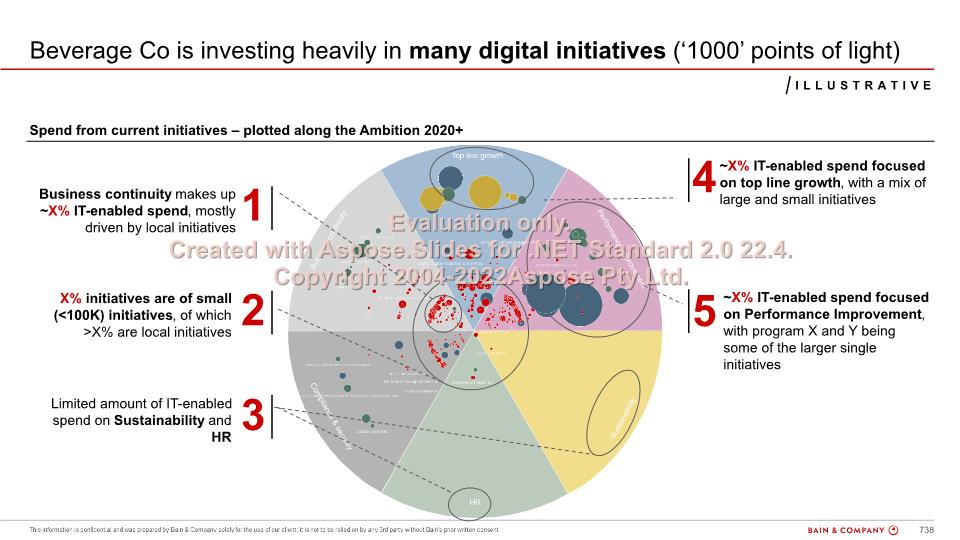 Beverage Co is investing heavily in many digital initiatives (‘1000’ points of light)
ILLUSTRATIVE
Spend from current initiatives – plotted along the Ambition 2020+
Business continuity makes up
~X% IT-enabled spend, mostly
driven by local initiatives
1
X% initiatives are of small
(<100K) initiatives, of which
>X% are local initiatives
2
Limited amount of IT-enabled
spend on Sustainability and
HR
3
Top line growth
Compliance & security
HR
Sustainability
Performance
Evaluation only.
Created with Aspose.Slides for .NET Standard 2.0 22.4.
Copyright 2004-2022Aspose Pty Ltd.
4
~X% IT-enabled spend focused
on top line growth, with a mix of
large and small initiatives
5
~X% IT-enabled spend focused
on Performance Improvement,
with program X and Y being
some of the larger single
initiatives
This information is confidential and was prepared by Bain & Company solely for the use of our client; it is not to be relied on by any 3rd party without Bain's prior written consent
BAIN & COMPANY
738